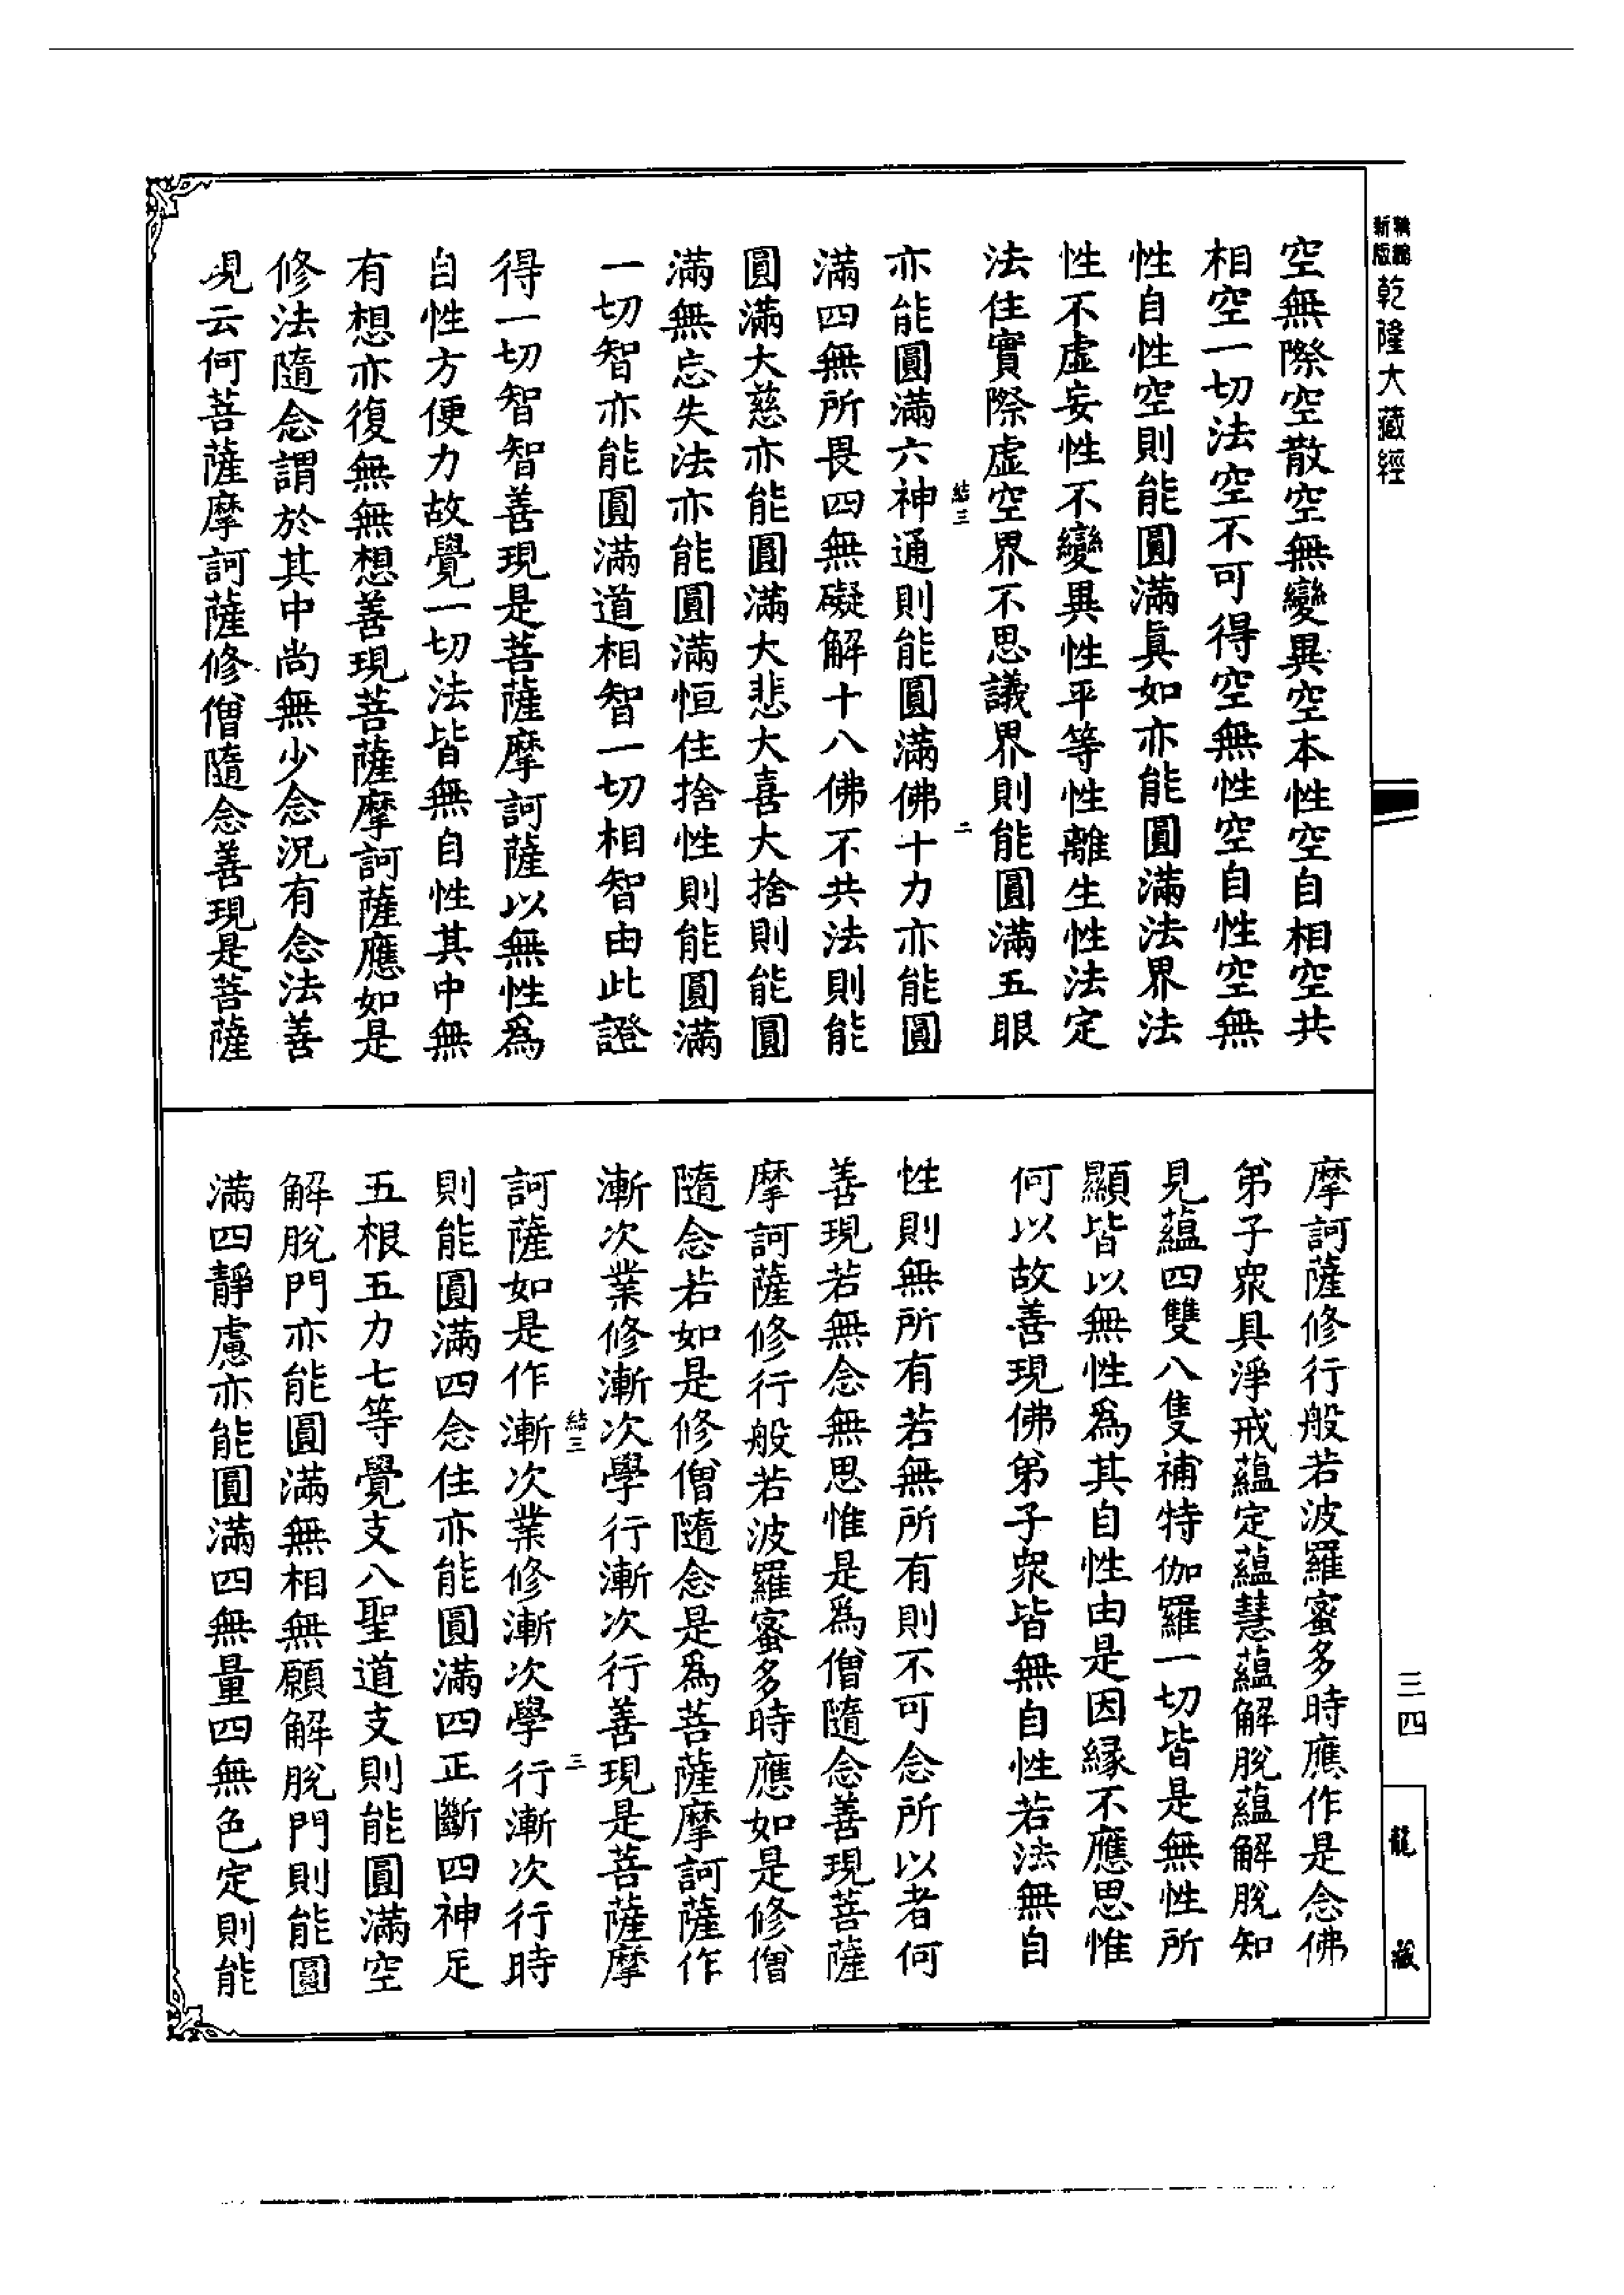 新版精編乾隆大藏經
空無際空散空無變異空本性空自相空共
相空一切法空不可得空無性空自性空無
性自性空則能圓滿真如亦能圓滿法界法
性不虛妄性不變異性平等性離生性法定
法住實際虛空界不思議界則能圓滿五眼
結三 二
亦能圓滿六神通則能圓滿佛十力亦能圓
滿四無所畏四無礙解十八佛不共法則能
圓滿大慈亦能圓滿大悲大喜大捨則能圓
滿無忘失法亦能圓滿恒住捨性則能圓滿
一切智亦能圓滿道相智一切相智由此證
得一切智智善現是菩薩摩訶薩以無性為
自性方便力故覺一切法皆無自性其中無
有想亦復無無想善現菩薩摩訶薩應如是
修法隨念謂於其中尚無少念況有念法善
現云何菩薩摩訶薩修僧隨念善現是菩薩
摩訶薩修行般若波羅蜜多時應作是念佛
弟子眾具淨戒蘊定蘊慧蘊解脫蘊解脫知
見蘊四雙八隻補特伽羅一切皆是無性所
顯皆以無性為其自性由是因緣不應思惟
何以故善現佛弟子眾皆無自性若法無自
性則無所有若無所有則不可念所以者何
善現若無念無思惟是為僧隨念善現菩薩
摩訶薩修行般若波羅蜜多時應如是修僧
隨念若如是修僧隨念是為菩薩摩訶薩作
漸次業修漸次學行漸次行善現是菩薩摩
結三 三
訶薩如是作漸次業修漸次學行漸次行時
則能圓滿四念住亦能圓滿四正斷四神足
五根五力七等覺支八聖道支則能圓滿空
解脫門亦能圓滿無相無願解脫門則能圓
滿四靜慮亦能圓滿四無量四無色定則能
三四
龍藏